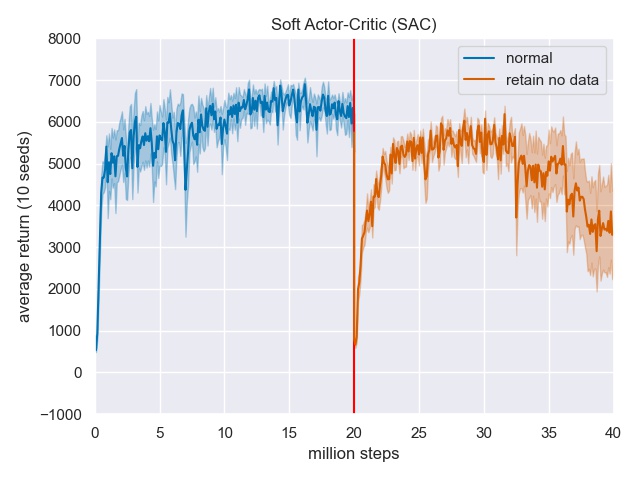 Soft Actor-Critic (SAC)
8000
7000
6000
5000
4000
3000
2000
1000
0
−1000
average return (10 seeds)
normal
retain no data
0 5 10 15 20 25 30 35 40
million steps